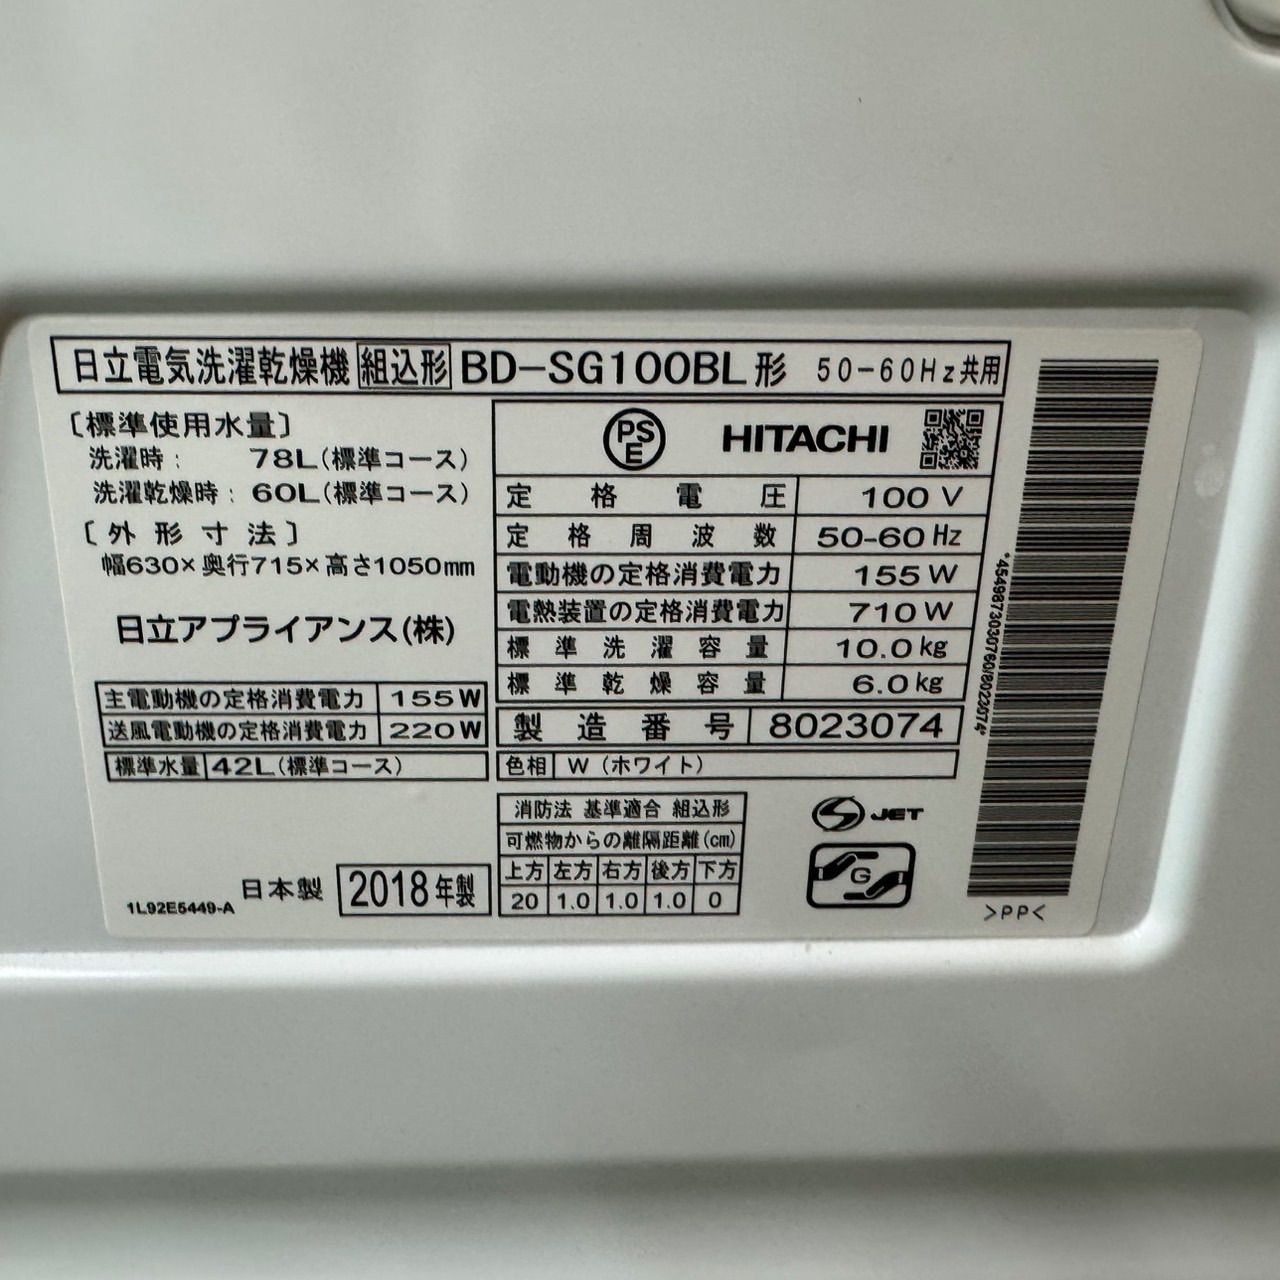 日立電気洗濯乾燥機 組込形 BD-SG100BL形 50-60Hz共用
〔標準使用水量〕
洗濯時: 78L(標準コース)
洗濯乾燥時: 60L(標準コース)
〔外形寸法〕
幅630×奥行715×高さ1050mm
日立アプライアンス(株)
主電動機の定格消費電力 155W
送風電動機の定格消費電力 220W
標準水量 42L(標準コース)
日本製 2018年製
1L92E5449-A
PSE HITACHI
定格電圧 100V
定格周波数 50-60Hz
電動機の定格消費電力 155W
電熱装置の定格消費電力 710W
標準洗濯容量 10.0kg
標準乾燥容量 6.0kg
製造番号 8023074
色相 W(ホワイト)
消防法 基準適合 組込形
可燃物からの離隔距離(cm)
上方 左方 右方 後方 下方
20 1.0 1.0 1.0 0
S JET
G
*4549873030760/8023074*
>PP<